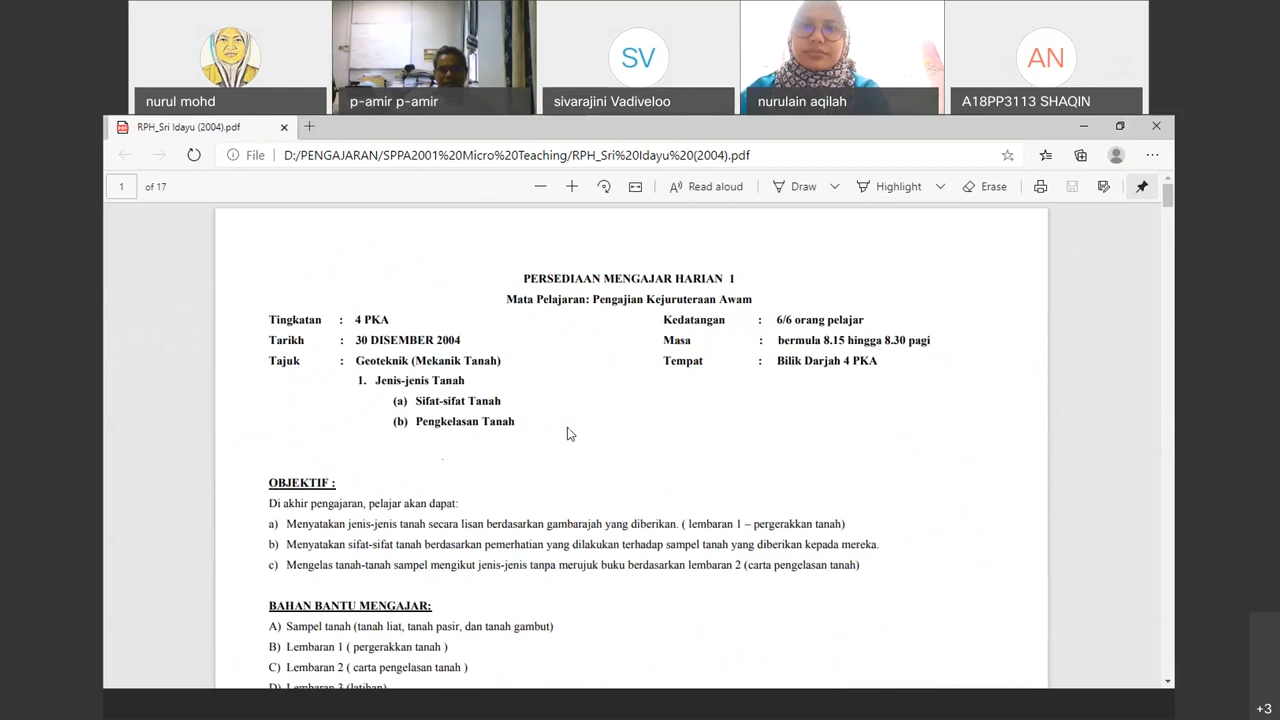 SV
AN
nurul mohd
p-amir p-amir
sivarajini Vadiveloo
nurulain aqilah
A18PP3113 SHAQIN
RPH_Sri Idayu (2004).pdf
File D:/PENGAJARAN/SPPA2001%20Micro%20Teaching/RPH_Sri%20Idayu%20(2004).pdf
1 of 17 Read aloud Draw Highlight Erase
PERSEDIAAN MENGAJAR HARIAN 1
Mata Pelajaran: Pengajian Kejuruteraan Awam
Tingkatan : 4 PKA Kedatangan : 6/6 orang pelajar
Tarikh : 30 DISEMBER 2004 Masa : bermula 8.15 hingga 8.30 pagi
Tajuk : Geoteknik (Mekanik Tanah) Tempat : Bilik Darjah 4 PKA
1. Jenis-jenis Tanah
(a) Sifat-sifat Tanah
(b) Pengkelasan Tanah
OBJEKTIF :
Di akhir pengajaran, pelajar akan dapat:
a) Menyatakan jenis-jenis tanah secara lisan berdasarkan gambarajah yang diberikan. ( lembaran 1 – pergerakkan tanah)
b) Menyatakan sifat-sifat tanah berdasarkan pemerhatian yang dilakukan terhadap sampel tanah yang diberikan kepada mereka.
c) Mengelas tanah-tanah sampel mengikut jenis-jenis tanpa merujuk buku berdasarkan lembaran 2 (carta pengelasan tanah)
BAHAN BANTU MENGAJAR:
A) Sampel tanah (tanah liat, tanah pasir, dan tanah gambut)
B) Lembaran 1 ( pergerakkan tanah )
C) Lembaran 2 ( carta pengelasan tanah )
D) Lembaran 3 (latihan)
+3